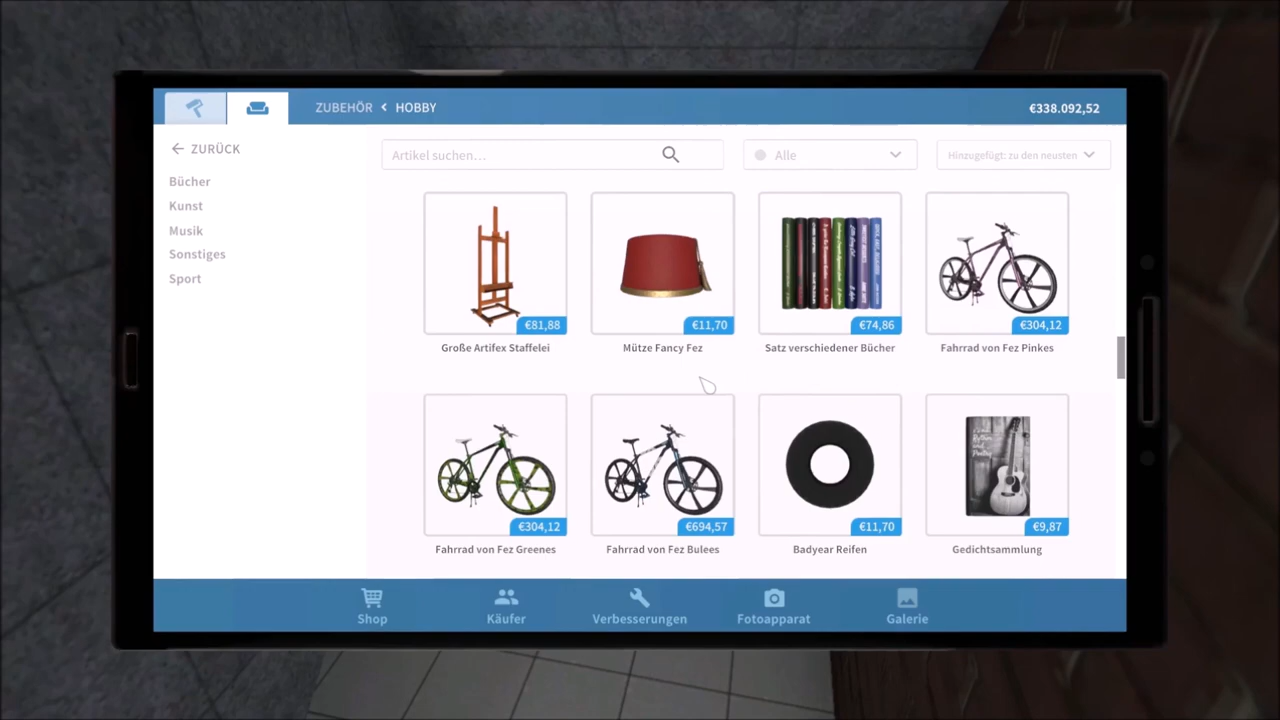 ZUBEHÖR < HOBBY
€338.092,52
ZURÜCK
Artikel suchen…
Alle
Hinzugefügt: zu den neusten
Bücher
Kunst
Musik
Sonstiges
Sport
€81,88
€11,70
€74,86
€304,12
Große Artifex Staffelei
Mütze Fancy Fez
Satz verschiedener Bücher
Fahrrad von Fez Pinkes
€304,12
€694,57
€11,70
€9,87
Fahrrad von Fez Greenes
Fahrrad von Fez Bulees
Badyear Reifen
Gedichtsammlung
Shop
Käufer
Verbesserungen
Fotoapparat
Galerie